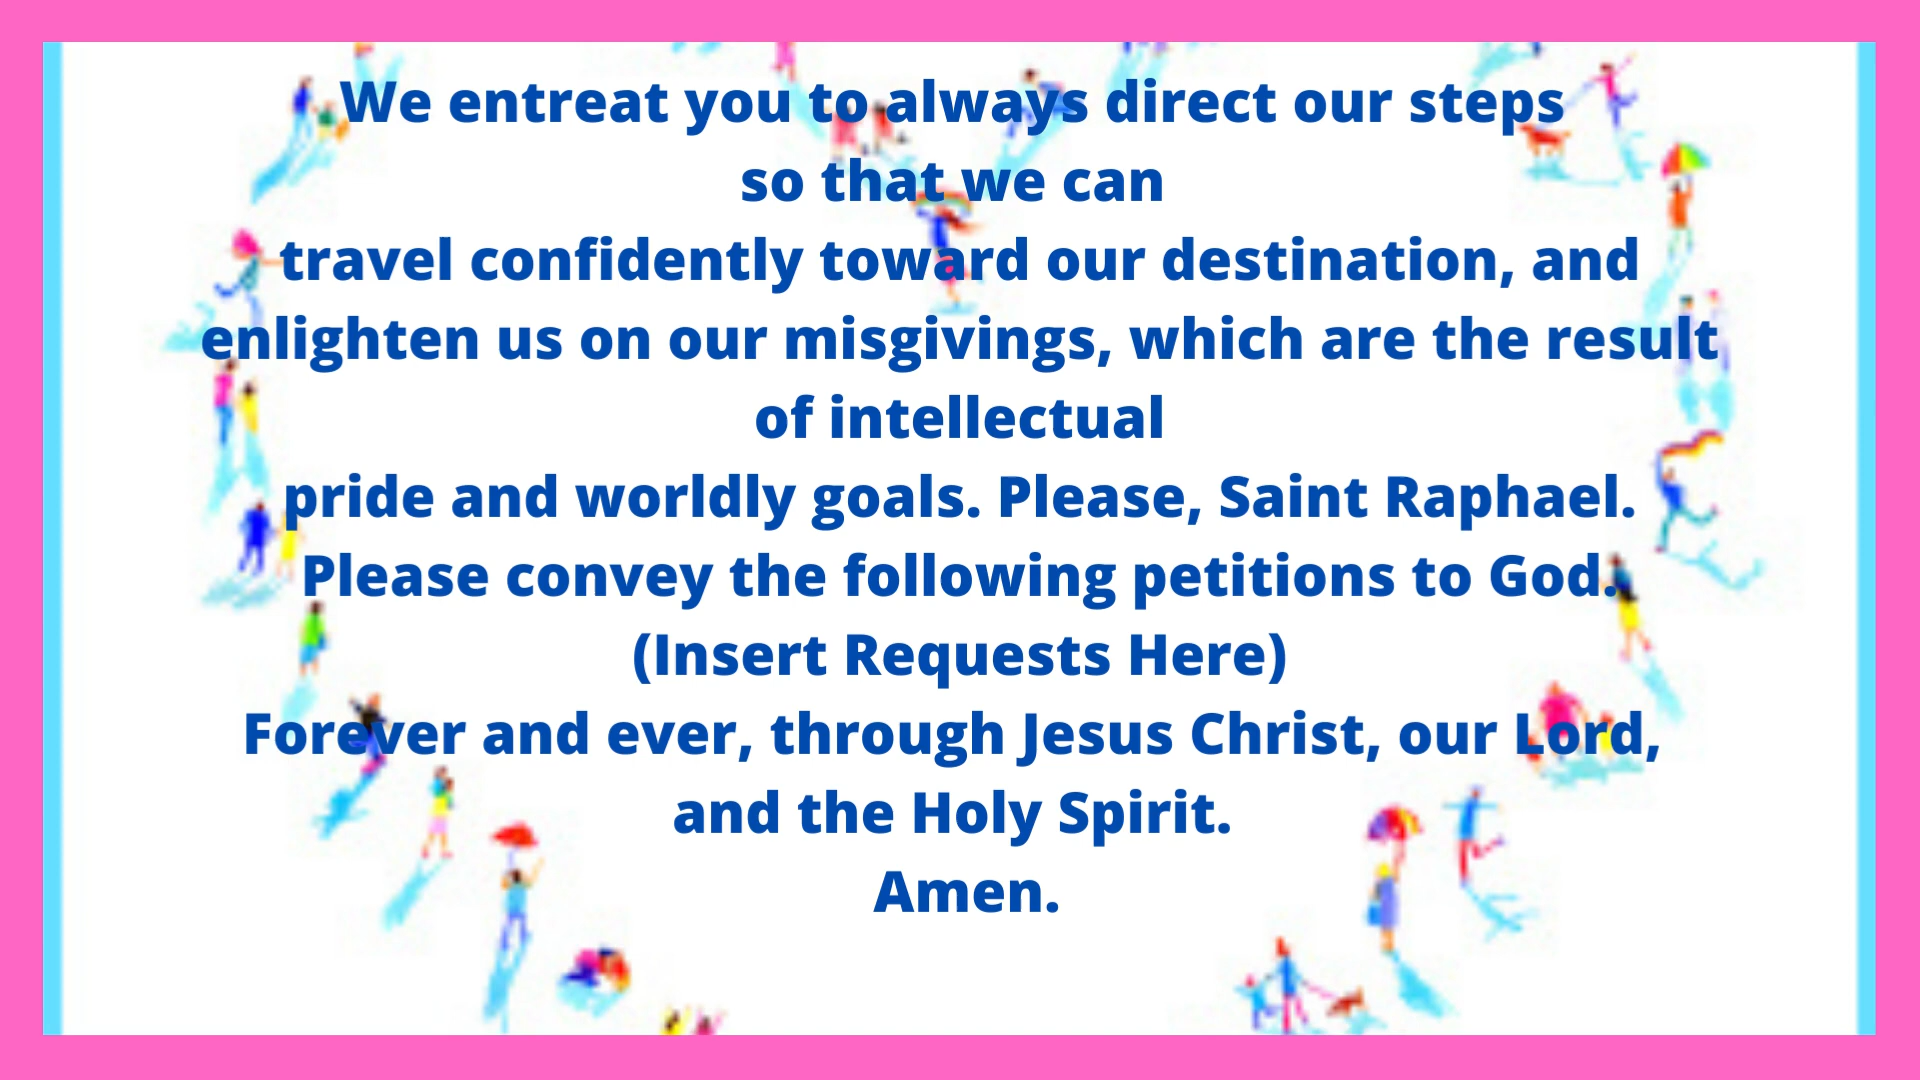 We entreat you to always direct our steps
so that we can
travel confidently toward our destination, and
enlighten us on our misgivings, which are the result
of intellectual
pride and worldly goals. Please, Saint Raphael.
Please convey the following petitions to God.
(Insert Requests Here)
Forever and ever, through Jesus Christ, our Lord,
and the Holy Spirit.
Amen.